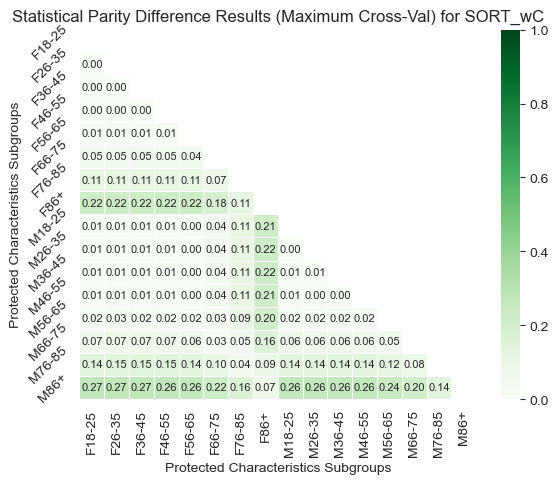 Statistical Parity Difference Results (Maximum Cross-Val) for SORT_wC
Protected Characteristics Subgroups
F18-25
F26-35 0.00
F36-45 0.00 0.00
F46-55 0.00 0.00 0.00
F56-65 0.01 0.01 0.01 0.01
F66-75 0.05 0.05 0.05 0.05 0.04
F76-85 0.11 0.11 0.11 0.11 0.11 0.07
F86+ 0.22 0.22 0.22 0.22 0.22 0.18 0.11
M18-25 0.01 0.01 0.01 0.01 0.00 0.04 0.11 0.21
M26-35 0.01 0.01 0.01 0.01 0.00 0.04 0.11 0.22 0.00
M36-45 0.01 0.01 0.01 0.01 0.00 0.04 0.11 0.22 0.01 0.01
M46-55 0.01 0.01 0.01 0.01 0.00 0.04 0.11 0.21 0.01 0.00 0.00
M56-65 0.02 0.03 0.02 0.02 0.02 0.03 0.09 0.20 0.02 0.02 0.02 0.02
M66-75 0.07 0.07 0.07 0.07 0.06 0.03 0.05 0.16 0.06 0.06 0.06 0.06 0.05
M76-85 0.14 0.15 0.15 0.15 0.14 0.10 0.04 0.09 0.14 0.14 0.14 0.14 0.12 0.08
M86+ 0.27 0.27 0.27 0.26 0.26 0.22 0.16 0.07 0.26 0.26 0.26 0.26 0.24 0.20 0.14
F18-25 F26-35 F36-45 F46-55 F56-65 F66-75 F76-85 F86+ M18-25 M26-35 M36-45 M46-55 M56-65 M66-75 M76-85 M86+
Protected Characteristics Subgroups
1.0
0.8
0.6
0.4
0.2
0.0